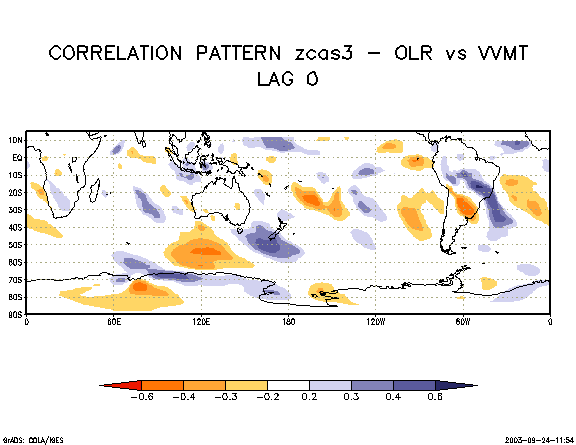 CORRELATION PATTERN zcas3 - OLR vs VVMT
LAG 0
10N
EQ
10S
20S
30S
40S
50S
60S
70S
80S
90S
0 60E 120E 180 120W 60W 0
-0.6 -0.4 -0.3 -0.2 0.2 0.3 0.4 0.6
GrADS: COLA/IGES 2003-09-24-11:54